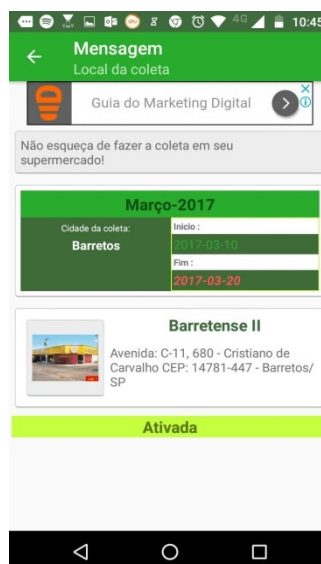 4G 10:45
Mensagem
Local da coleta
Guia do Marketing Digital
Não esqueça de fazer a coleta em seu
supermercado!
Março-2017
Cidade da coleta:
Barretos
Inicio :
2017-03-10
Fim :
2017-03-20
Barretense II
Avenida: C-11, 680 - Cristiano de
Carvalho CEP: 14781-447 - Barretos/
SP
Ativada